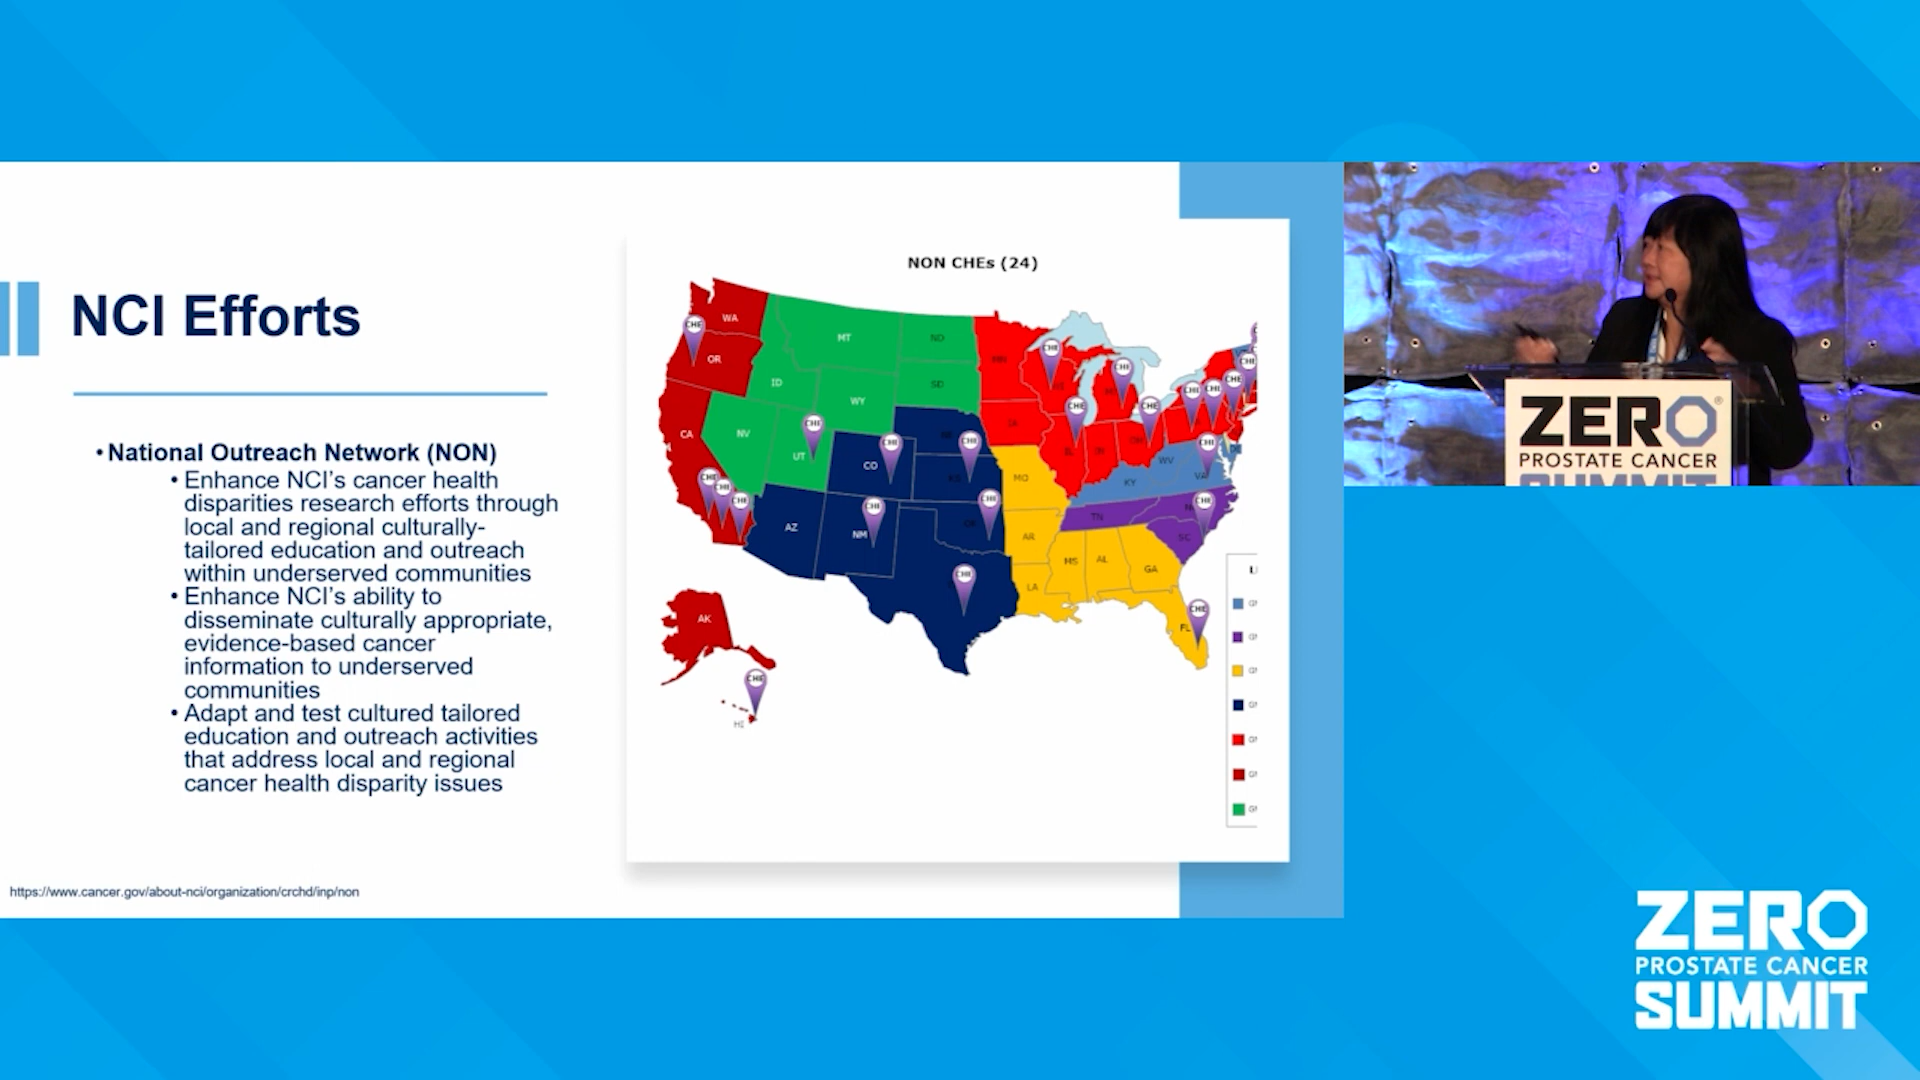 NCI Efforts
• National Outreach Network (NON)
• Enhance NCI's cancer health
disparities research efforts through
local and regional culturally-
tailored education and outreach
within underserved communities
• Enhance NCI's ability to
disseminate culturally appropriate,
evidence-based cancer
information to underserved
communities
• Adapt and test cultured tailored
education and outreach activities
that address local and regional
cancer health disparity issues
https://www.cancer.gov/about-nci/organization/crchd/inp/non
NON CHEs (24)
WA
OR
CA
AK
HI
MT
ID
WY
NV
UT
ND
SD
CO
AZ
NM
MO
AR
LA
MS
AL
GA
FL
TN
SC
KY
WV
CHE
ZERO®
PROSTATE CANCER
SUMMIT
ZERO
PROSTATE CANCER
SUMMIT